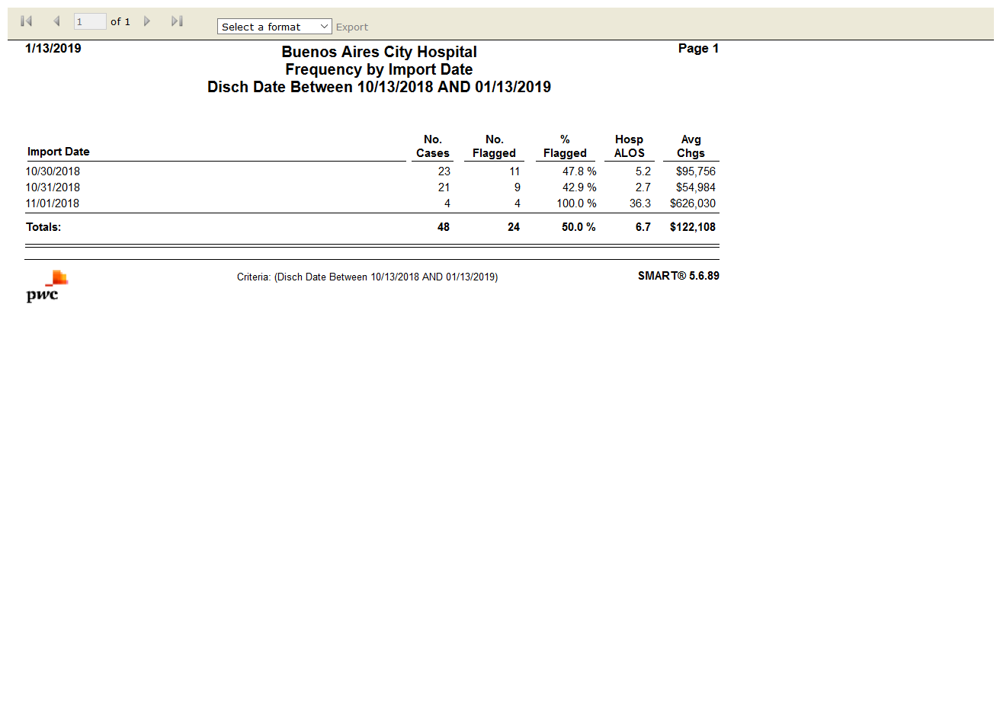 1 of 1 Select a format Export
1/13/2019 Buenos Aires City Hospital Page 1
Frequency by Import Date
Disch Date Between 10/13/2018 AND 01/13/2019
No. No. % Hosp Avg
Import Date Cases Flagged Flagged ALOS Chgs
10/30/2018 23 11 47.8 % 5.2 $95,756
10/31/2018 21 9 42.9 % 2.7 $54,984
11/01/2018 4 4 100.0 % 36.3 $626,030
Totals: 48 24 50.0 % 6.7 $122,108
Criteria: (Disch Date Between 10/13/2018 AND 01/13/2019) SMART® 5.6.89
pwc